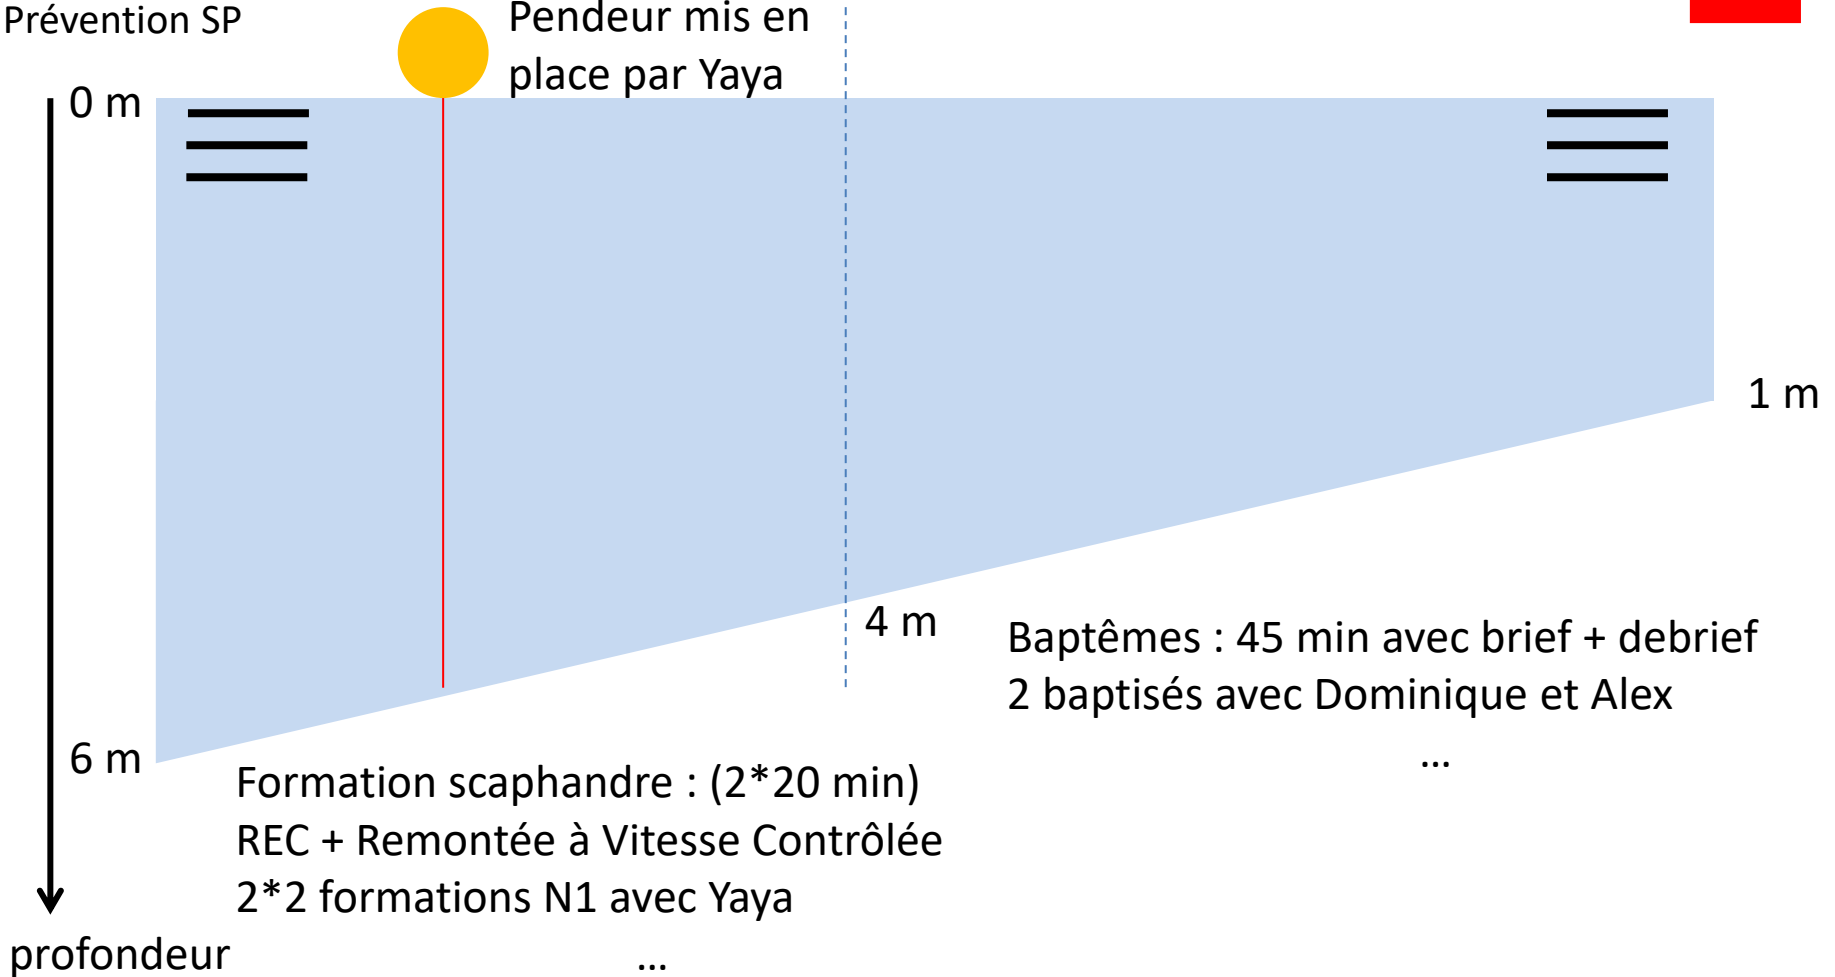 Prévention SP
Pendeur mis en
place par Yaya
0 m
1 m
4 m
Baptêmes : 45 min avec brief + debrief
2 baptisés avec Dominique et Alex
...
6 m
Formation scaphandre : (2*20 min)
REC + Remontée à Vitesse Contrôlée
2*2 formations N1 avec Yaya
...
profondeur